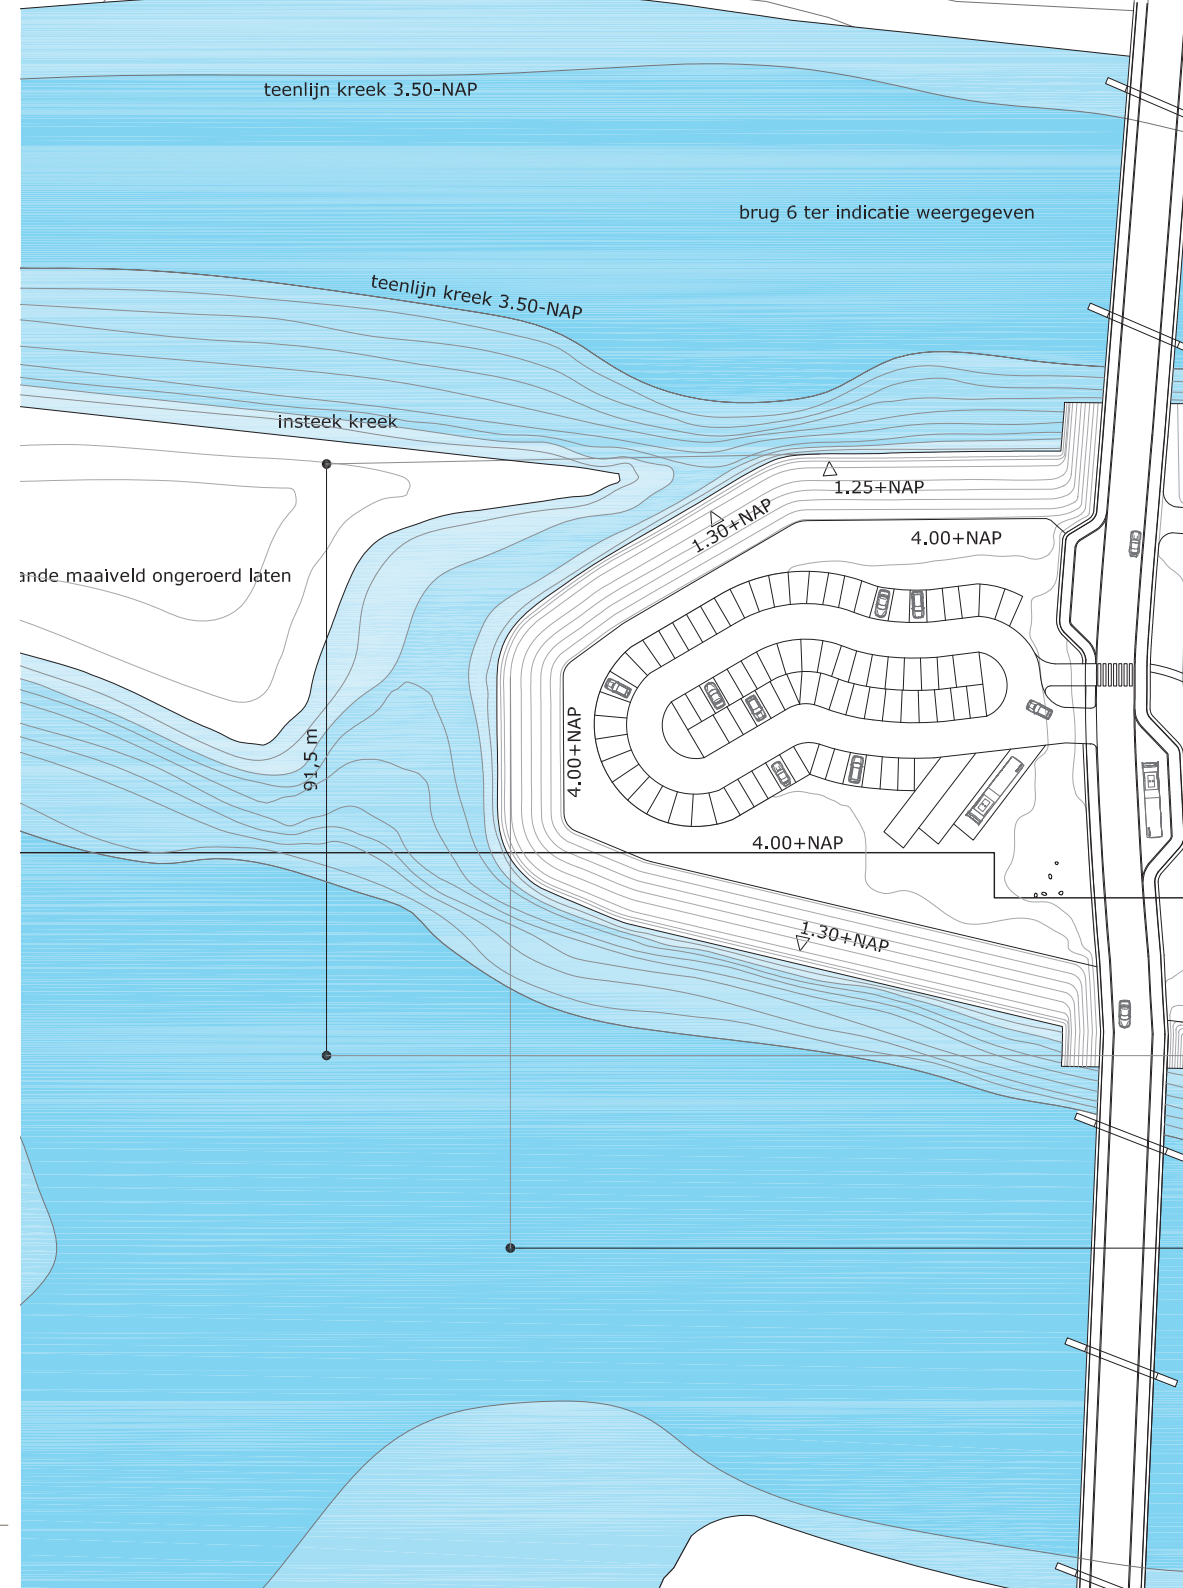 teenlijn kreek 3.50-NAP
brug 6 ter indicatie weergegeven
teenlijn kreek 3.50-NAP
insteek kreek
1.25+NAP
1.30+NAP
4.00+NAP
ande maaiveld ongeroerd laten
4.00+NAP
91,5 m
4.00+NAP
1.30+NAP